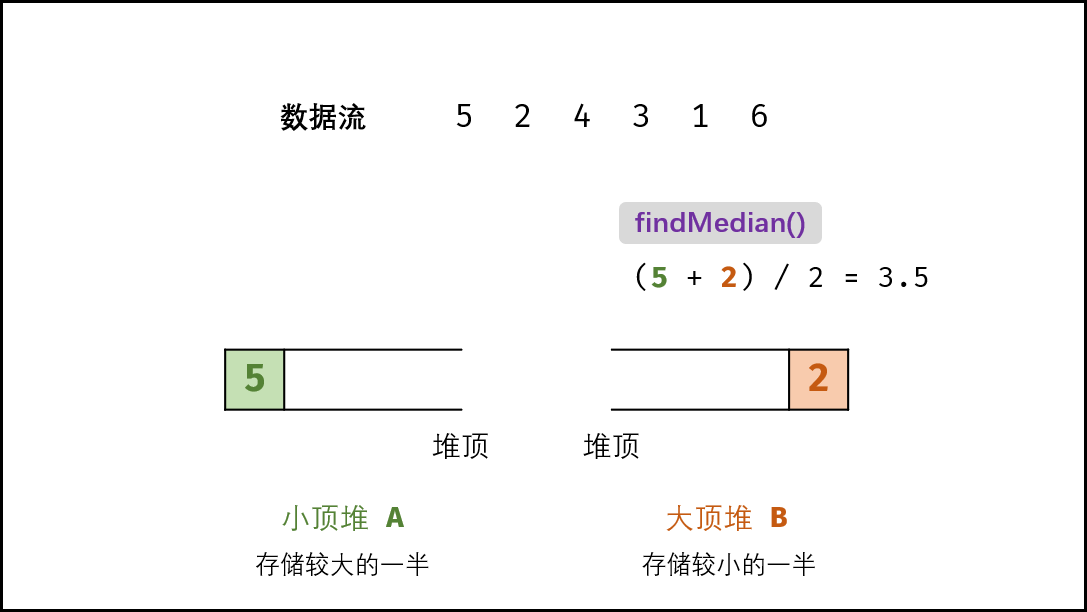 数据流 5 2 4 3 1 6
findMedian()
(5 + 2) / 2 = 3.5
5 2
堆顶 堆顶
小顶堆 A 大顶堆 B
存储较大的一半 存储较小的一半